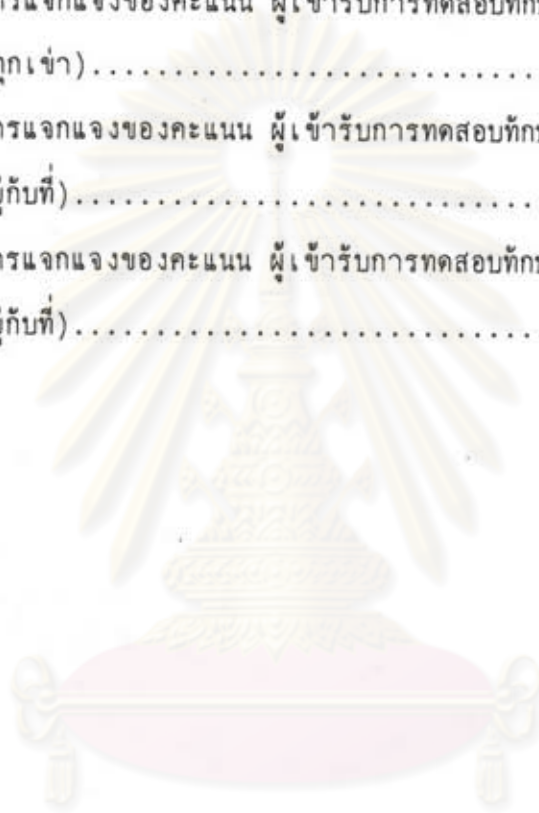 ารแจกแจงของคะแนน ผู้เข้ารับการทดสอบทัก
ุกเข่า)..............................
ารแจกแจงของคะแนน ผู้เข้ารับการทดสอบทัก
ู่กับที่)..............................
ารแจกแจงของคะแนน ผู้เข้ารับการทดสอบทัก
ู่กับที่)..............................